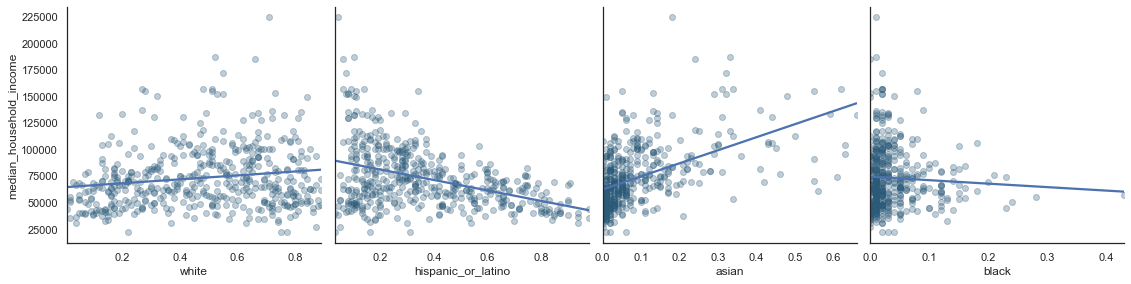 median_household_income
225000
200000
175000
150000
125000
100000
75000
50000
25000
0.2 0.4 0.6 0.8
white
0.2 0.4 0.6 0.8
hispanic_or_latino
0.0 0.1 0.2 0.3 0.4 0.5 0.6
asian
0.0 0.1 0.2 0.3 0.4
black